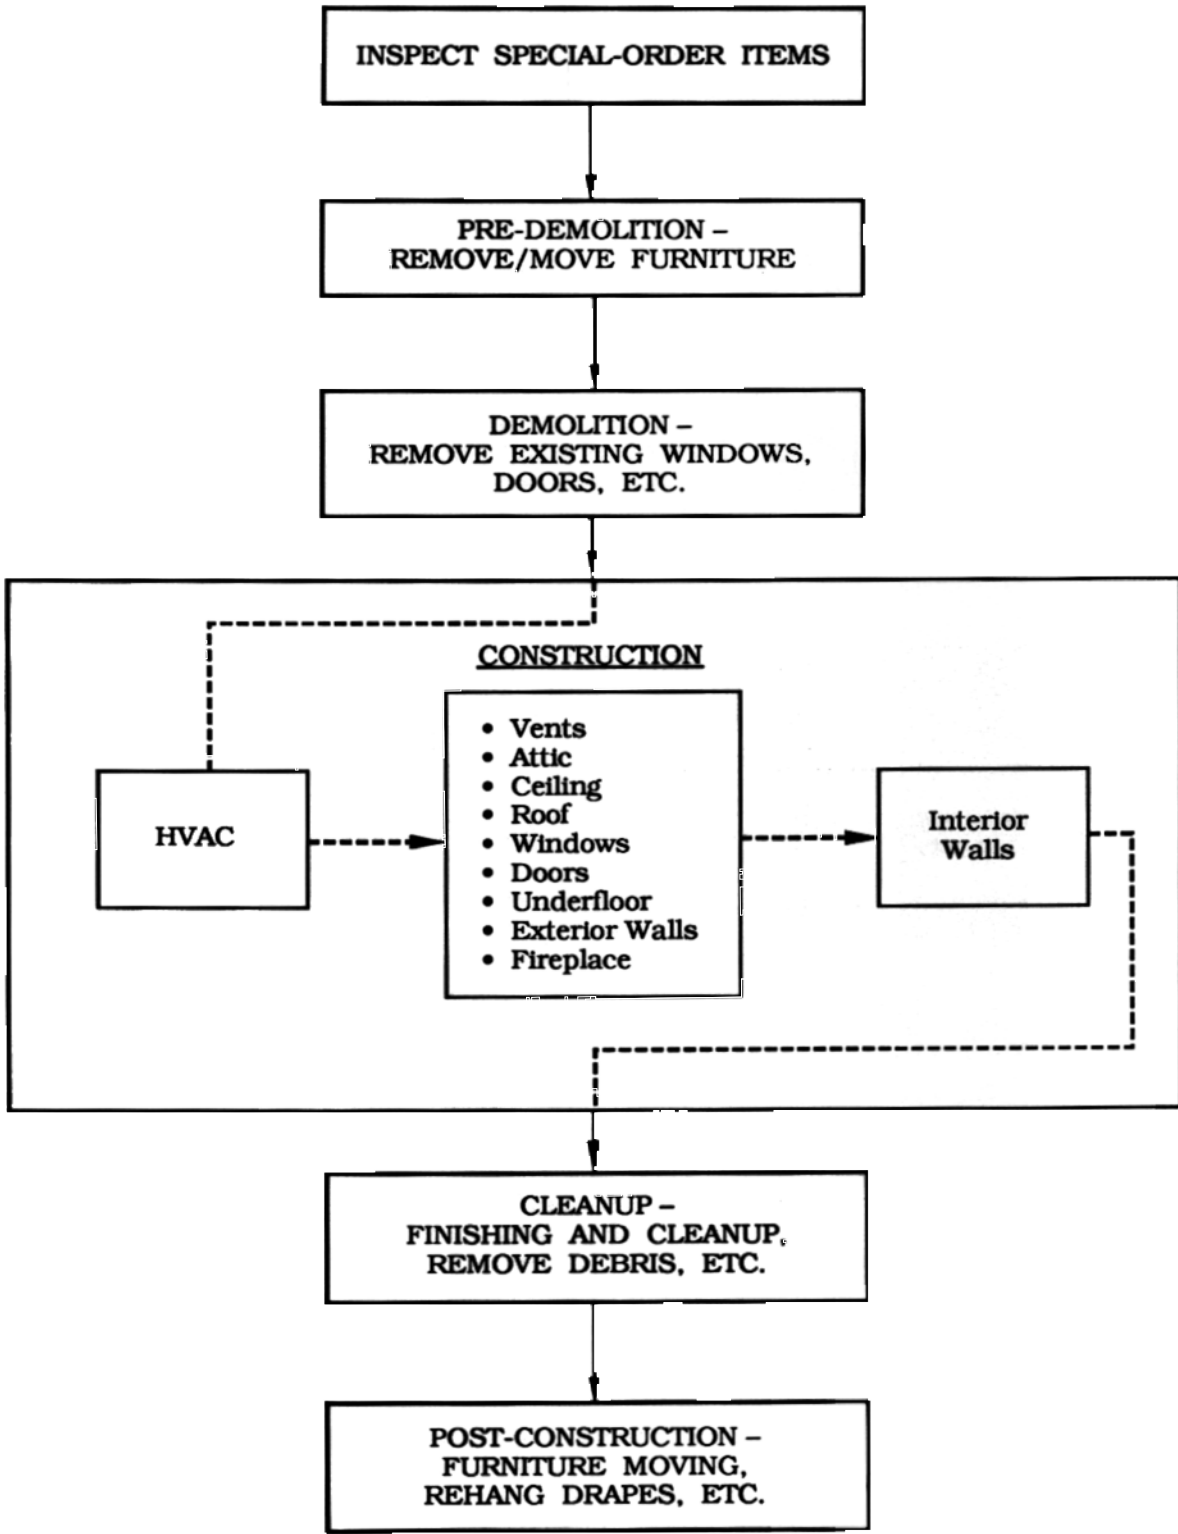 INSPECT SPECIAL-ORDER ITEMS
PRE-DEMOLITION –
REMOVE/MOVE FURNITURE
DEMOLITION –
REMOVE EXISTING WINDOWS,
DOORS, ETC.
CONSTRUCTION
HVAC
• Vents
• Attic
• Ceiling
• Roof
• Windows
• Doors
• Underfloor
• Exterior Walls
• Fireplace
Interior
Walls
CLEANUP –
FINISHING AND CLEANUP,
REMOVE DEBRIS, ETC.
POST-CONSTRUCTION –
FURNITURE MOVING,
REHANG DRAPES, ETC.